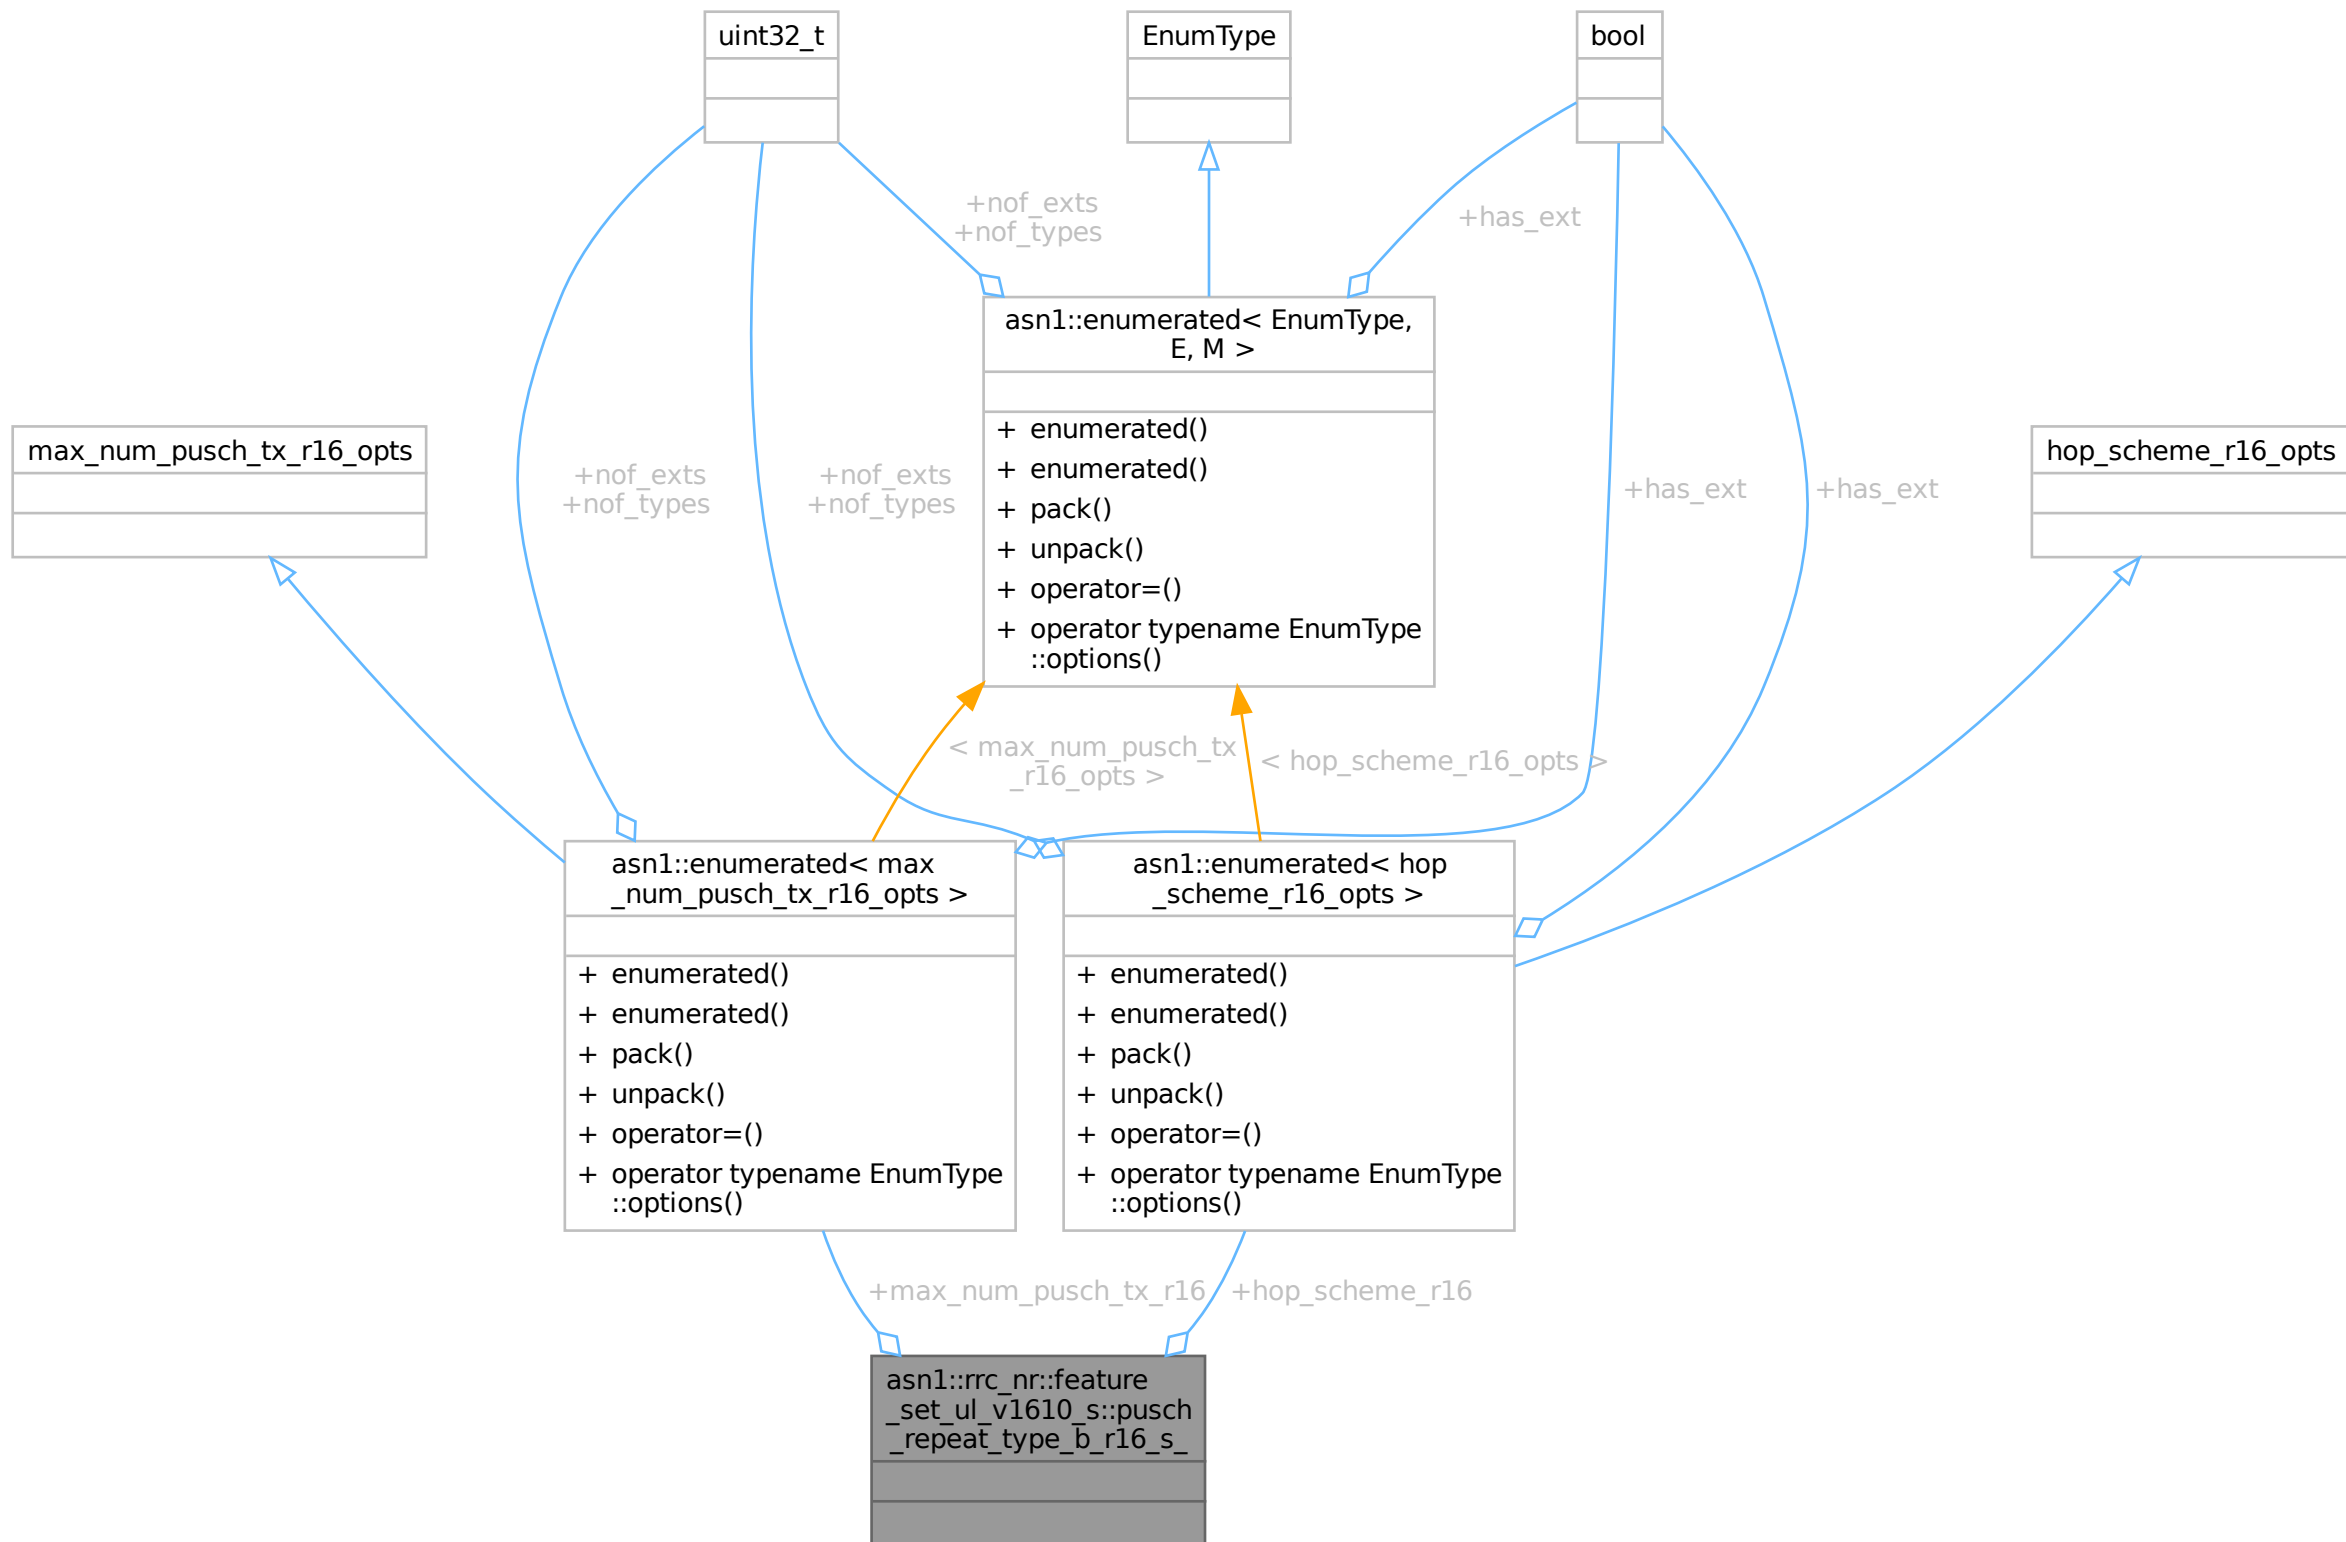 uint32_t
EnumType
bool
+nof_exts
+nof_types
+has_ext
asn1::enumerated< EnumType,
E, M >
+ enumerated()
+ enumerated()
+ pack()
+ unpack()
+ operator=()
+ operator typename EnumType
::options()
max_num_pusch_tx_r16_opts
hop_scheme_r16_opts
+nof_exts
+nof_types
+nof_exts
+nof_types
+has_ext
+has_ext
< max_num_pusch_tx
_r16_opts >
< hop_scheme_r16_opts >
asn1::enumerated< max
_num_pusch_tx_r16_opts >
+ enumerated()
+ enumerated()
+ pack()
+ unpack()
+ operator=()
+ operator typename EnumType
::options()
asn1::enumerated< hop
_scheme_r16_opts >
+ enumerated()
+ enumerated()
+ pack()
+ unpack()
+ operator=()
+ operator typename EnumType
::options()
+max_num_pusch_tx_r16
+hop_scheme_r16
asn1::rrc_nr::feature
_set_ul_v1610_s::pusch
_repeat_type_b_r16_s_